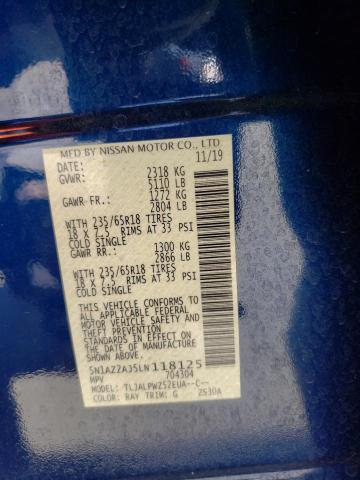 MFD BY NISSAN MOTOR CO., LTD
DATE: 11/19
GVWR: 2318 KG
5110 LB
GAWR FR.: 1272 KG
2804 LB
WITH 235/65R18 TIRES
18 X 7.5 RIMS AT 33 PSI
COLD SINGLE
GAWR RR.: 1300 KG
2866 LB
WITH 235/65R18 TIRES
18 X 7.5 RIMS AT 33 PSI
COLD SINGLE
THIS VEHICLE CONFORMS TO
ALL APPLICABLE FEDERAL
MOTOR VEHICLE SAFETY AND
THEFT PREVENTION
STANDARDS IN EFFECT ON
THE DATE OF MANUFACTURE
SHOWN ABOVE.
5N1AZ2AJ5LN118125
MPV 704304
MODEL: TLJALPWZ52EUA--C--
COLOR: RAY TRIM: G 2S30A